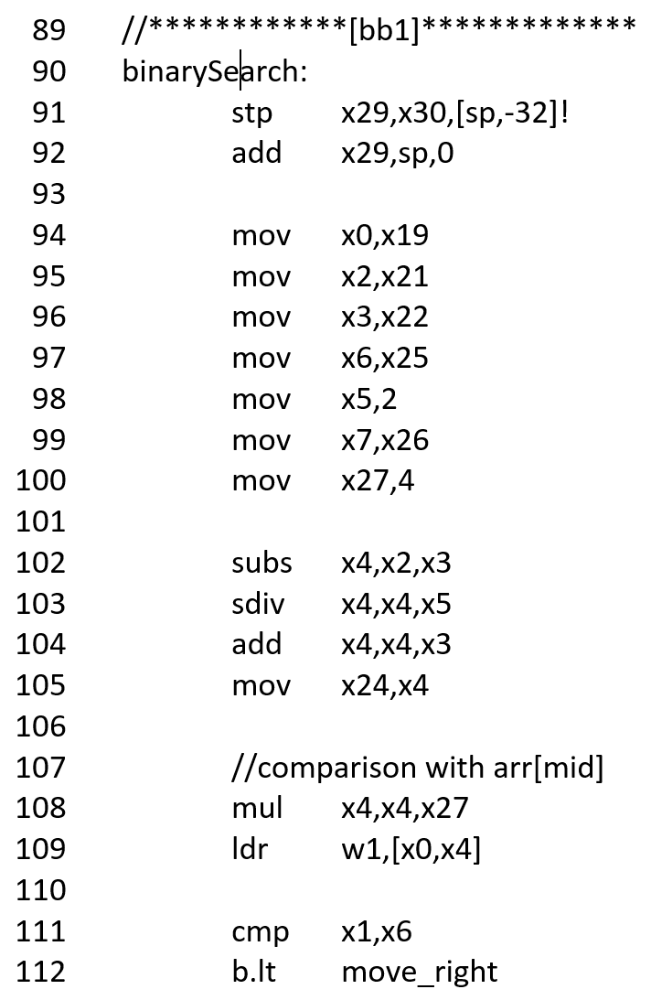 89 //************[bb1]*************
90 binarySearch:
91 stp x29,x30,[sp,-32]!
92 add x29,sp,0
93
94 mov x0,x19
95 mov x2,x21
96 mov x3,x22
97 mov x6,x25
98 mov x5,2
99 mov x7,x26
100 mov x27,4
101
102 subs x4,x2,x3
103 sdiv x4,x4,x5
104 add x4,x4,x3
105 mov x24,x4
106
107 //comparison with arr[mid]
108 mul x4,x4,x27
109 ldr w1,[x0,x4]
110
111 cmp x1,x6
112 b.lt move_right